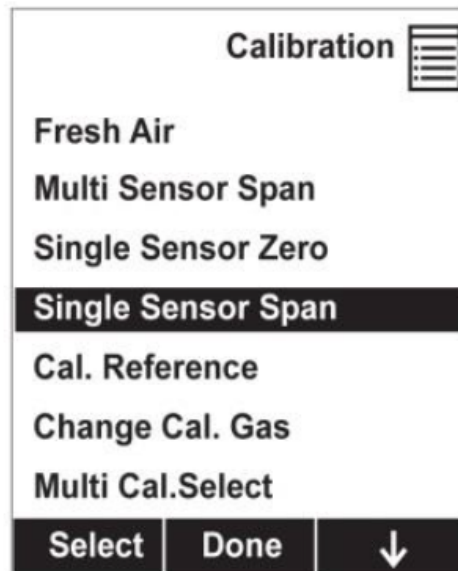 Calibration
Fresh Air
Multi Sensor Span
Single Sensor Zero
Single Sensor Span
Cal. Reference
Change Cal. Gas
Multi Cal.Select
Select Done ↓